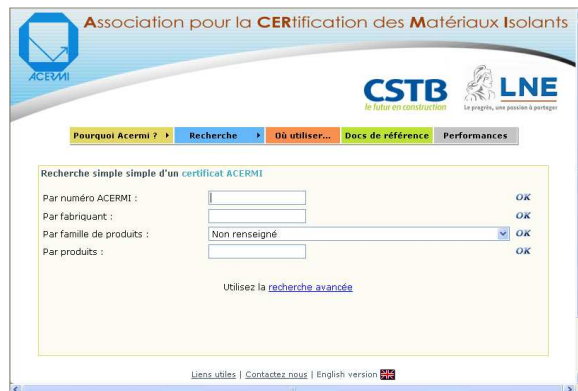 Association pour la CERtification des Matériaux Isolants
ACERMI
CSTB
le futur en construction
LNE
Le progrès, une passion à partager
Pourquoi Acermi ? Recherche Où utiliser... Docs de référence Performances
Recherche simple simple d'un certificat ACERMI
Par numéro ACERMI : OK
Par fabriquant : OK
Par famille de produits : Non renseigné OK
Par produits : OK
Utilisez la recherche avancée
Liens utiles | Contactez nous | English version